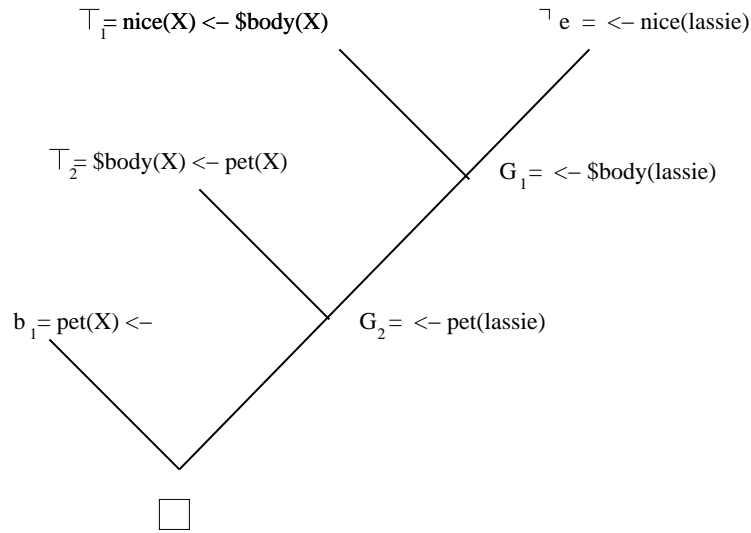 ⊤₁= nice(X) <– $body(X)
¬ e = <– nice(lassie)
⊤₂= $body(X) <– pet(X)
G₁= <– $body(lassie)
b₁= pet(X) <–
G₂= <– pet(lassie)